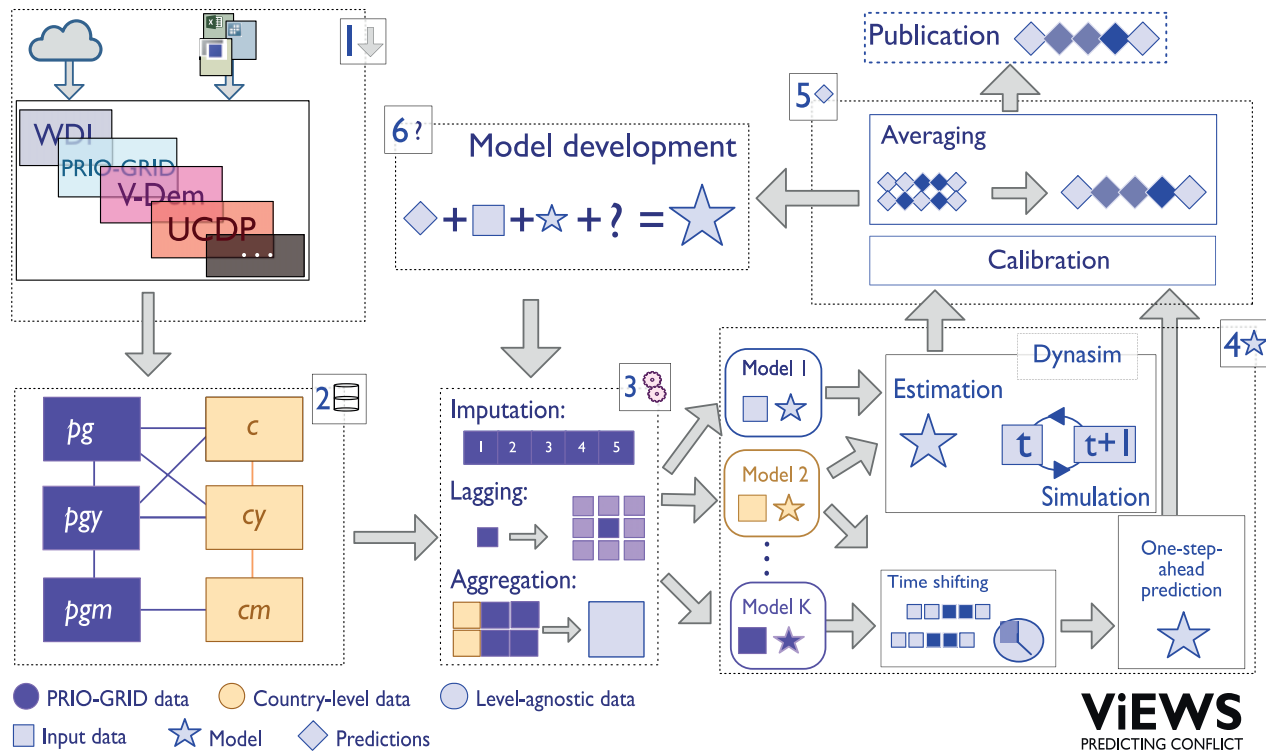 1
WDI
PRIO-GRID
V-Dem
UCDP
...
6?
Model development
+ + + ? =
Publication
5
Averaging
Calibration
2
pg
c
pgy
cy
pgm
cm
3
Imputation:
1 2 3 4 5
Lagging:
Aggregation:
4
Model 1
Model 2
Model K
Dynasim
Estimation
t
t+1
Simulation
Time shifting
One-step-
ahead
prediction
PRIO-GRID data
Country-level data
Level-agnostic data
Input data
Model
Predictions
ViEWS
PREDICTING CONFLICT